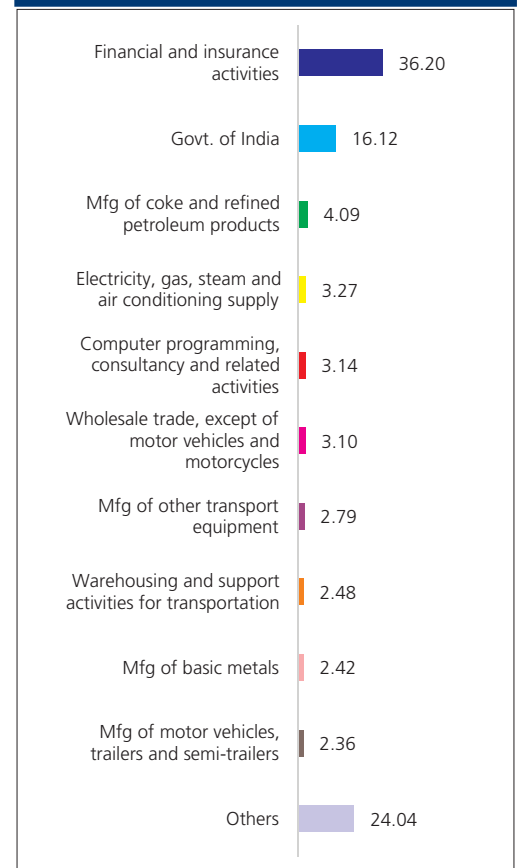 Financial and insurance
activities
36.20
Govt. of India
16.12
Mfg of coke and refined
petroleum products
4.09
Electricity, gas, steam and
air conditioning supply
3.27
Computer programming,
consultancy and related
activities
3.14
Wholesale trade, except of
motor vehicles and
motorcycles
3.10
Mfg of other transport
equipment
2.79
Warehousing and support
activities for transportation
2.48
Mfg of basic metals
2.42
Mfg of motor vehicles,
trailers and semi-trailers
2.36
Others
24.04